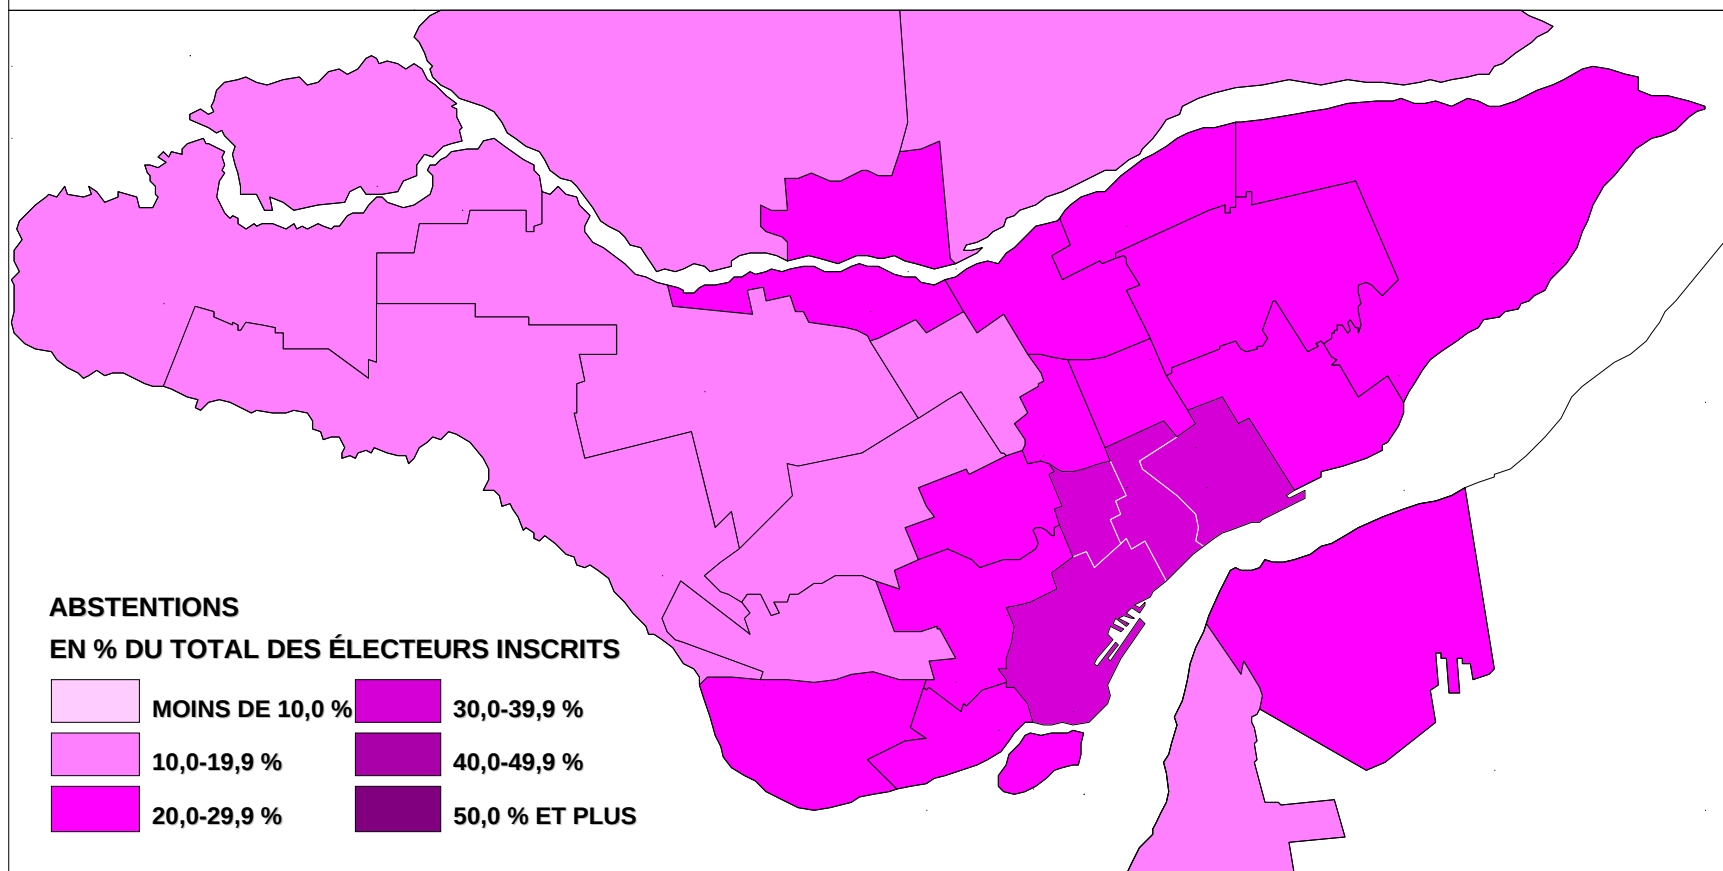 ABSTENTIONS
EN % DU TOTAL DES ÉLECTEURS INSCRITS
MOINS DE 10,0 %
10,0-19,9 %
20,0-29,9 %
30,0-39,9 %
40,0-49,9 %
50,0 % ET PLUS